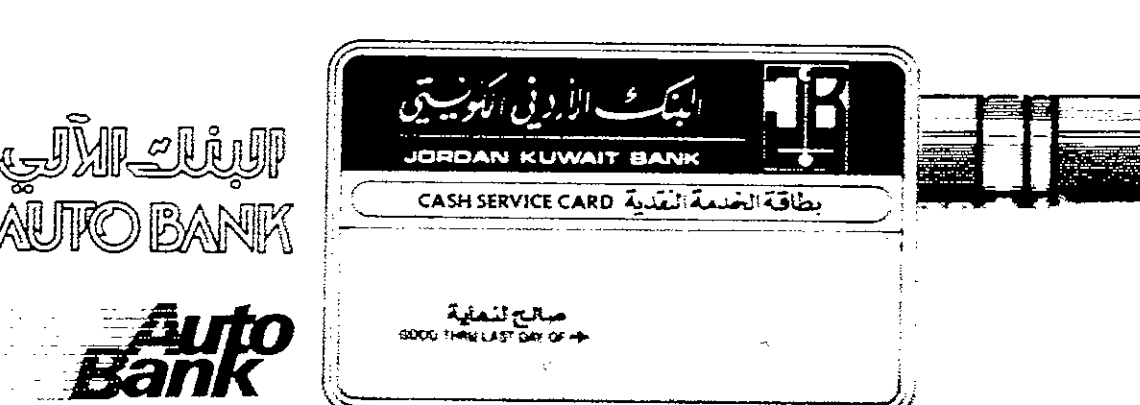 البنك الآلي
AUTO BANK
Auto
Bank
البنك الأردني الكويتي
JORDAN KUWAIT BANK
CASH SERVICE CARD بطاقة الخدمة النقدية
صالح لنهاية
GOOD THRU LAST DAY OF